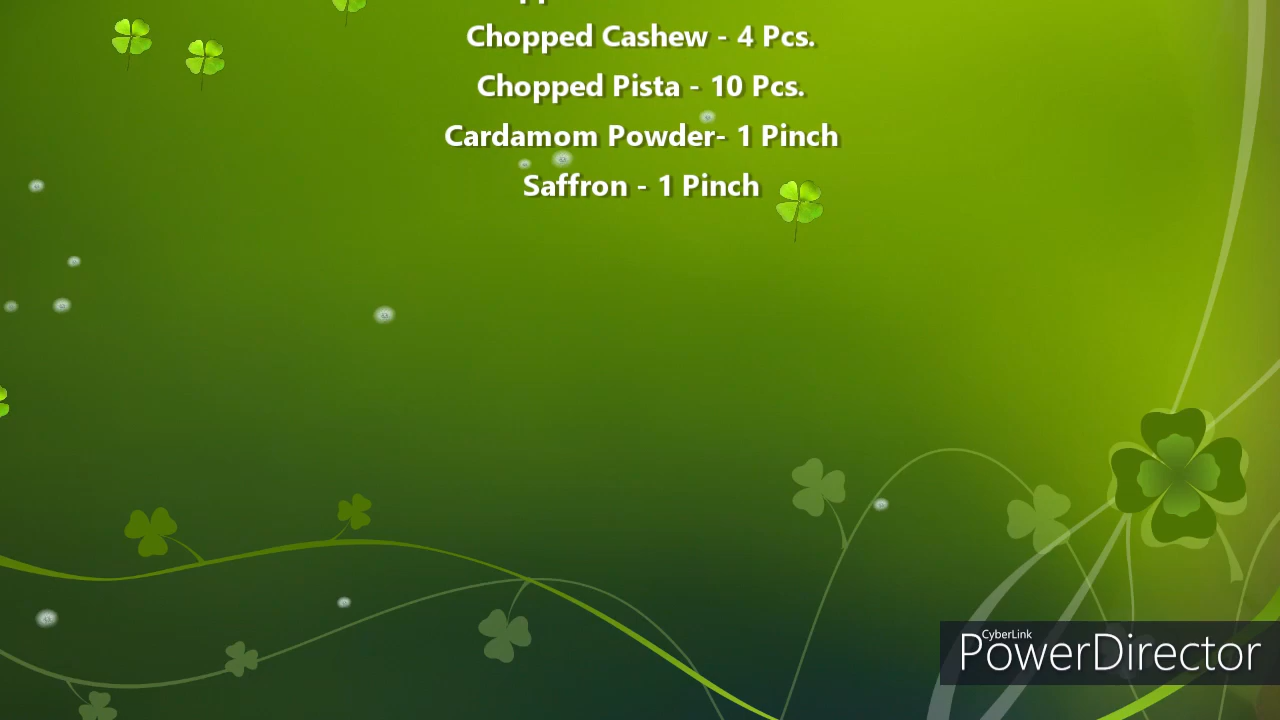 Chopped Cashew - 4 Pcs.
Chopped Pista - 10 Pcs.
Cardamom Powder- 1 Pinch
Saffron - 1 Pinch
CyberLink
PowerDirector